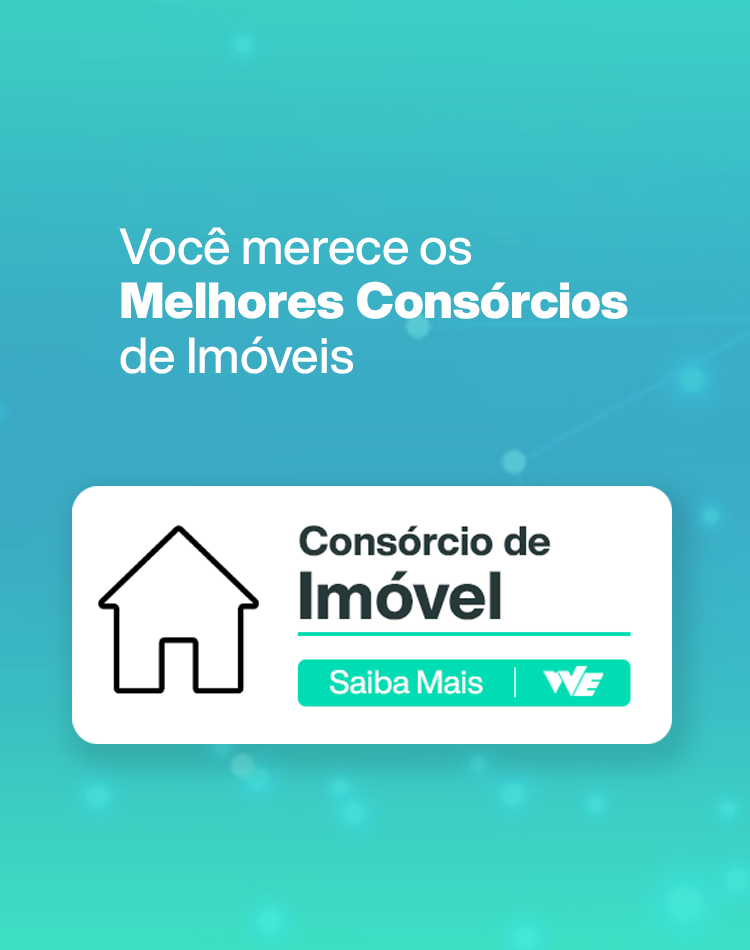 Você merece os
Melhores Consórcios
de Imóveis
Consórcio de
Imóvel
Saiba Mais
WE